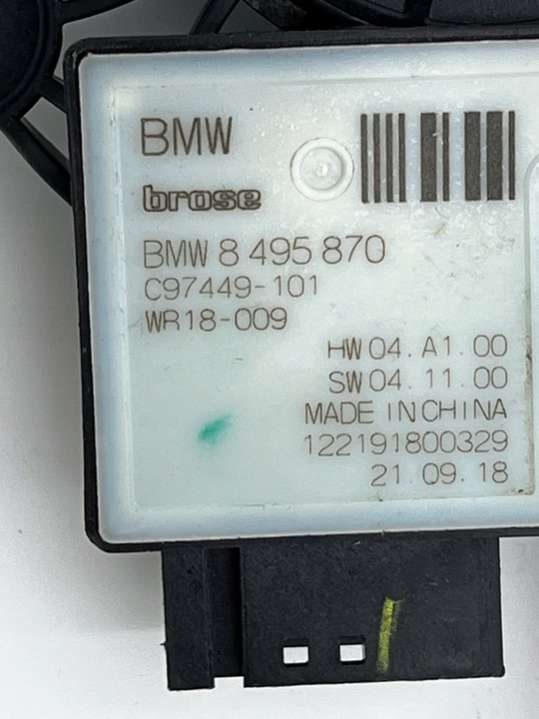 BMW
brose
BMW 8 495 870
C97449-101
WR18-009
HW 04. A1. 00
SW 04. 11. 00
MADE IN CHINA
122191800329
21. 09. 18